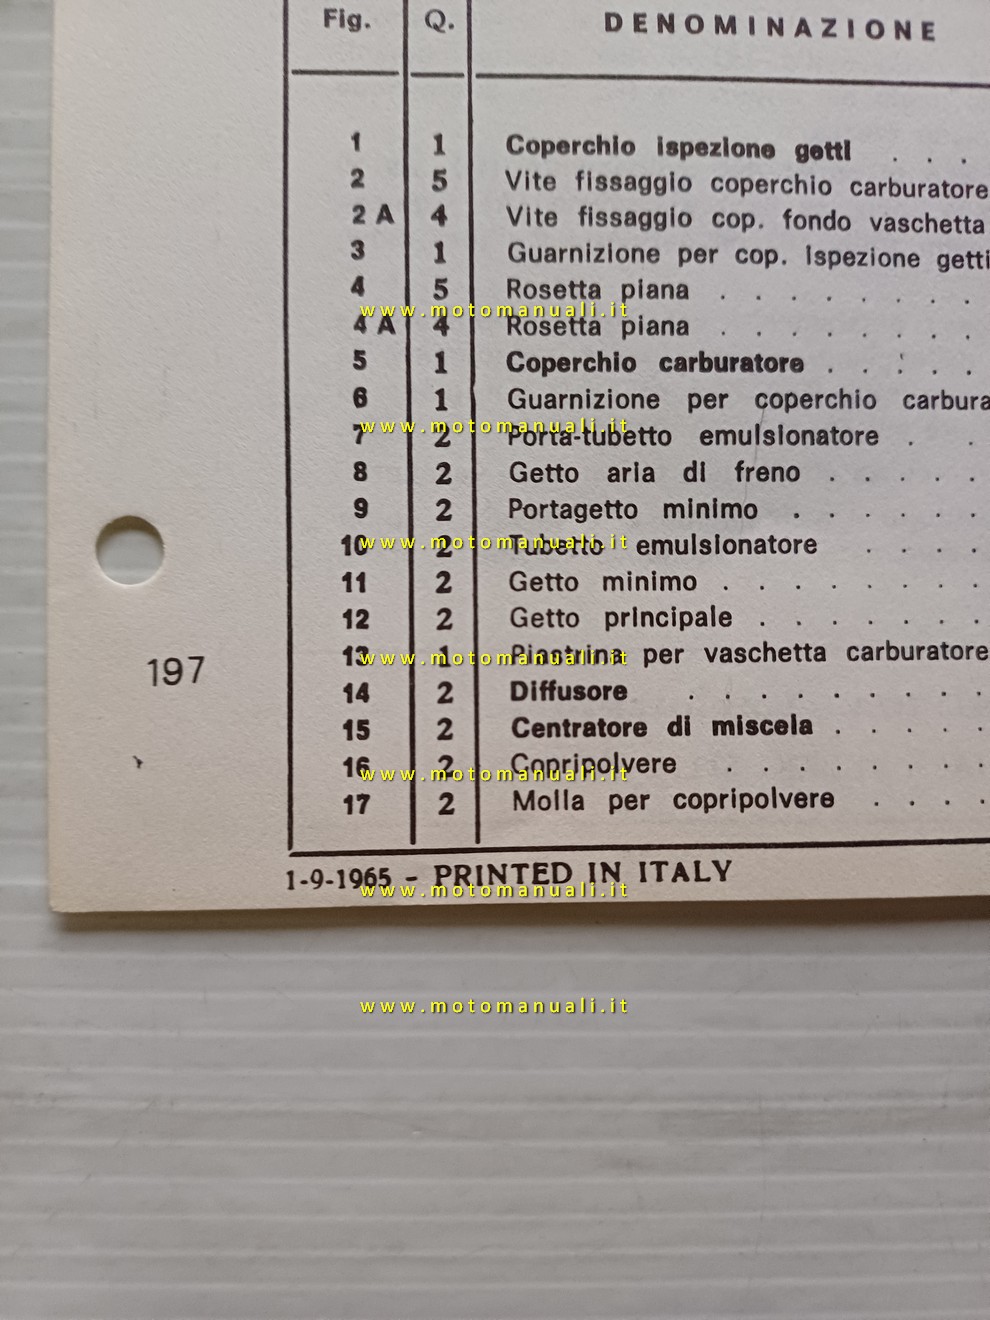 Fig. Q. DENOMINAZIONE
1 1 Coperchio ispezione getti . . .
2 5 Vite fissaggio coperchio carburatore
2 A 4 Vite fissaggio cop. fondo vaschetta
3 1 Guarnizione per cop. ispezione getti
4 5 Rosetta piana . . . . . . . .
www.motomanuali.it
4 A 4 Rosetta piana . . . . . . . .
5 1 Coperchio carburatore . . . . .
6 1 Guarnizione per coperchio carbura
www.motomanuali.it
7 2 Porta-tubetto emulsionatore . .
8 2 Getto aria di freno . . . . .
9 2 Portagetto minimo . . . . . .
www.motomanuali.it
10 2 Tubetto emulsionatore . . . .
11 2 Getto minimo . . . . . . . .
12 2 Getto principale . . . . . . .
13 1 Piastrina per vaschetta carburatore
www.motomanuali.it
14 2 Diffusore . . . . . . . . .
15 2 Centratore di miscela . . . . .
16 2 Copripolvere . . . . . . . .
www.motomanuali.it
17 2 Molla per copripolvere . . . .
197
1-9-1965 - PRINTED IN ITALY
www.motomanuali.it
www.motomanuali.it